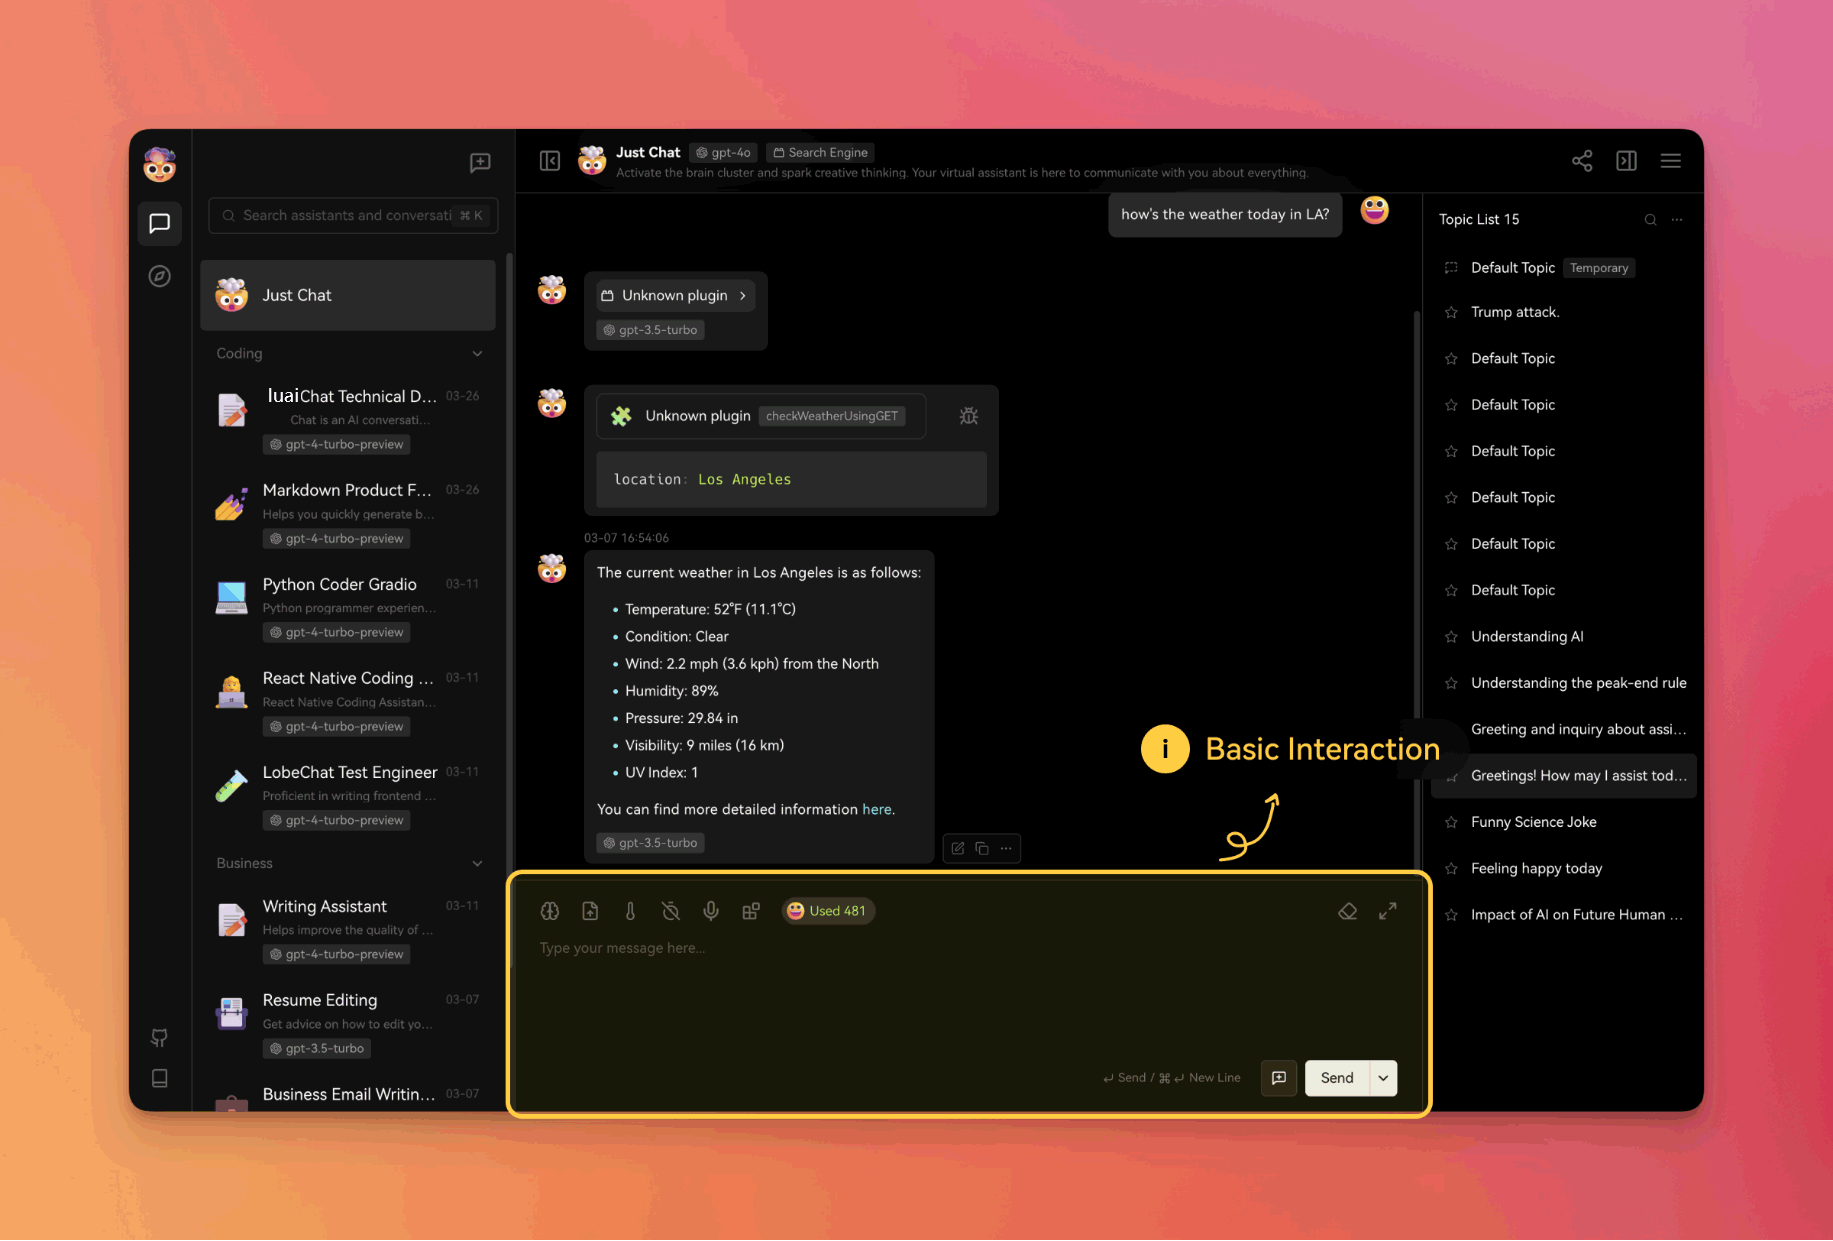 Search assistants and conversati ⌘ K
Just Chat
Coding
luaiChat Technical D... 03-26
Chat is an AI conversati...
gpt-4-turbo-preview
Markdown Product F... 03-26
Helps you quickly generate b...
gpt-4-turbo-preview
Python Coder Gradio 03-11
Python programmer experien...
gpt-4-turbo-preview
React Native Coding ... 03-11
React Native Coding Assistan...
gpt-4-turbo-preview
LobeChat Test Engineer 03-11
Proficient in writing frontend ...
gpt-4-turbo-preview
Business
Writing Assistant 03-11
Helps improve the quality of ...
gpt-4-turbo-preview
Resume Editing 03-07
Get advice on how to edit yo...
gpt-3.5-turbo
Business Email Writin... 03-07
Just Chat gpt-4o Search Engine
Activate the brain cluster and spark creative thinking. Your virtual assistant is here to communicate with you about everything.
how's the weather today in LA?
Unknown plugin
gpt-3.5-turbo
Unknown plugin checkWeatherUsingGET
location: Los Angeles
03-07 16:54:06
The current weather in Los Angeles is as follows:
• Temperature: 52°F (11.1°C)
• Condition: Clear
• Wind: 2.2 mph (3.6 kph) from the North
• Humidity: 89%
• Pressure: 29.84 in
• Visibility: 9 miles (16 km)
• UV Index: 1
You can find more detailed information here.
gpt-3.5-turbo
i Basic Interaction
Used 481
Type your message here...
↵ Send / ⌘ ↵ New Line
Send
Topic List 15
Default Topic Temporary
Trump attack.
Default Topic
Default Topic
Default Topic
Default Topic
Default Topic
Default Topic
Understanding AI
Understanding the peak-end rule
Greeting and inquiry about assi...
Greetings! How may I assist tod...
Funny Science Joke
Feeling happy today
Impact of AI on Future Human ...